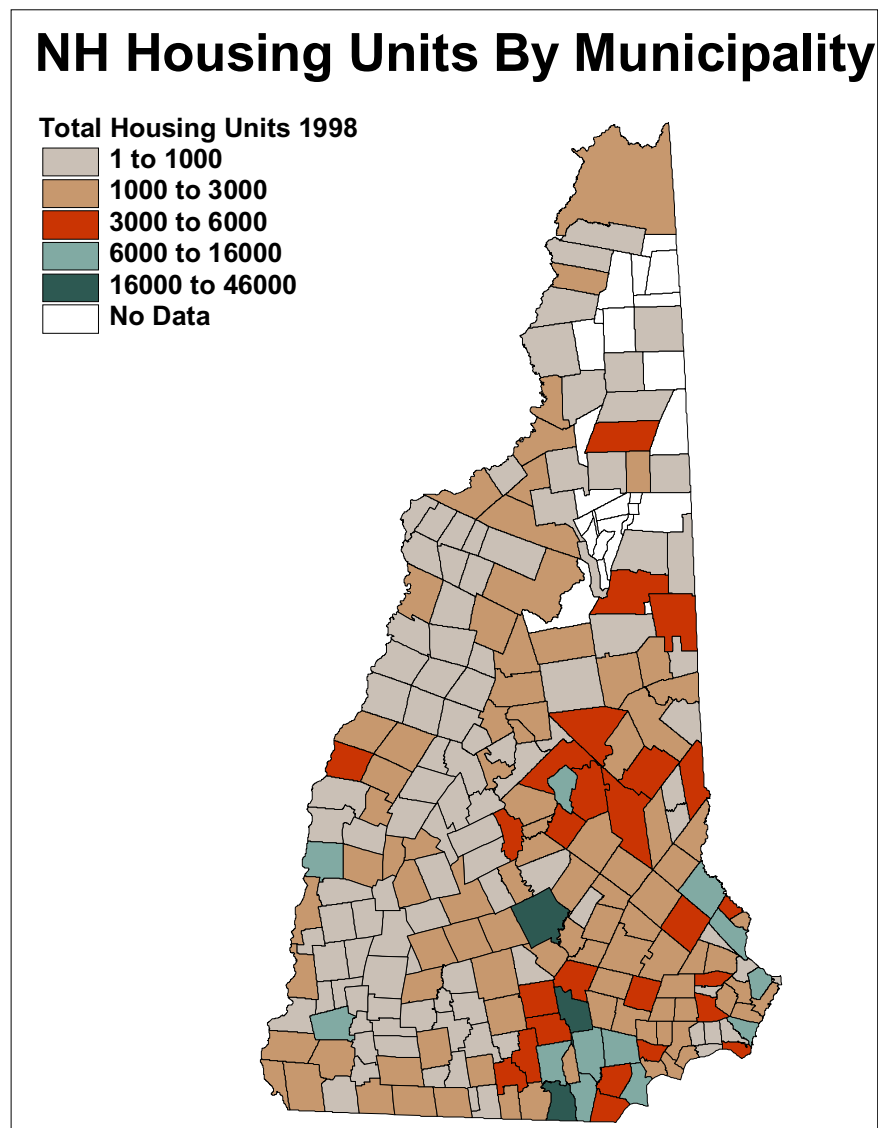 NH Housing Units By Municipality
Total Housing Units 1998
1 to 1000
1000 to 3000
3000 to 6000
6000 to 16000
16000 to 46000
No Data